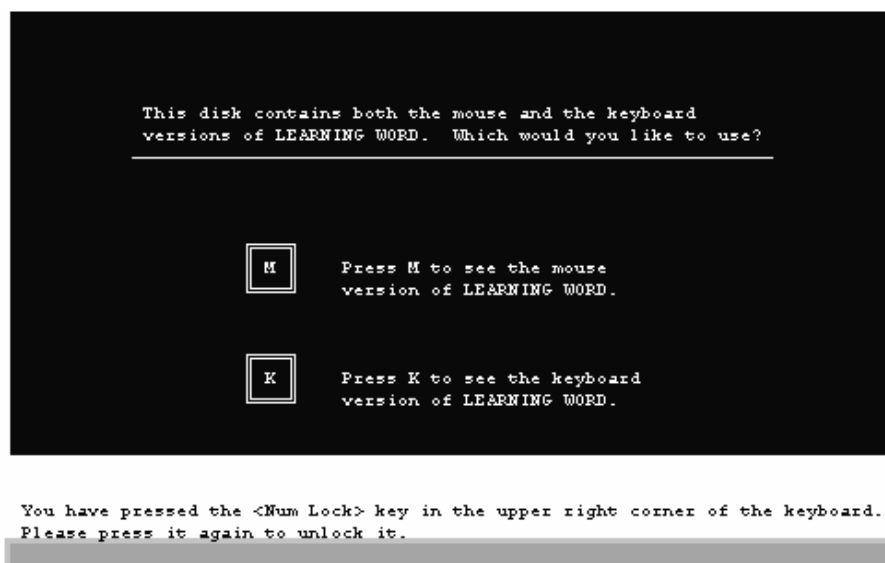 This disk contains both the mouse and the keyboard
versions of LEARNING WORD.  Which would you like to use?
M
Press M to see the mouse
version of LEARNING WORD.
K
Press K to see the keyboard
version of LEARNING WORD.
You have pressed the <Num Lock> key in the upper right corner of the keyboard.
Please press it again to unlock it.